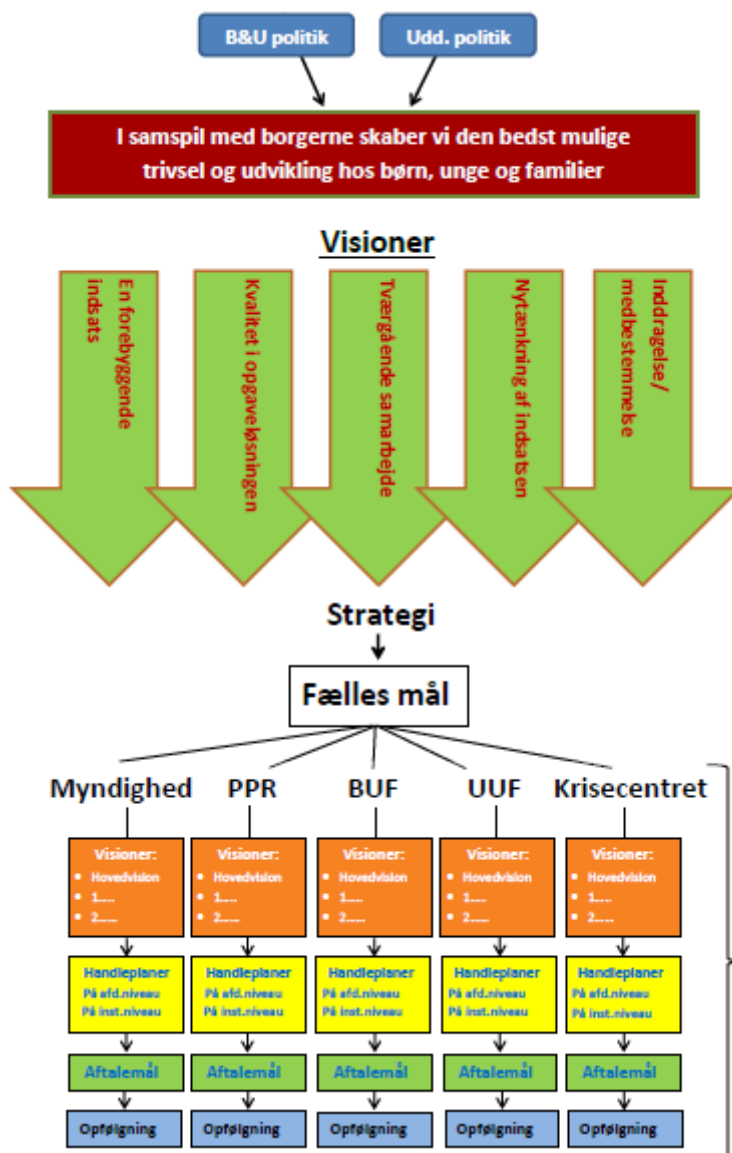 B&U politik
Udd. politik
I samspil med borgerne skaber vi den bedst mulige
trivsel og udvikling hos børn, unge og familier
Visioner
En forebyggende
indsats
Kvalitet i opgaveløsningen
Tværgående samarbejde
Nytænkning af indsatsen
Inddragelse/
medbestemmelse
Strategi
Fælles mål
Myndighed
PPR
BUF
UUF
Krisecentret
Visioner:
• Hovedvision
• 1.....
• 2......
Visioner:
• Hovedvision
• 1.....
• 2......
Visioner:
• Hovedvision
• 1.....
• 2......
Visioner:
• Hovedvision
• 1.....
• 2......
Visioner:
• Hovedvision
• 1.....
• 2......
Handleplaner
På afd.niveau
På inst.niveau
Handleplaner
På afd.niveau
På inst.niveau
Handleplaner
På afd.niveau
På inst.niveau
Handleplaner
På afd.niveau
På inst.niveau
Handleplaner
På afd.niveau
På inst.niveau
Aftalemål
Aftalemål
Aftalemål
Aftalemål
Aftalemål
Opfølgning
Opfølgning
Opfølgning
Opfølgning
Opfølgning